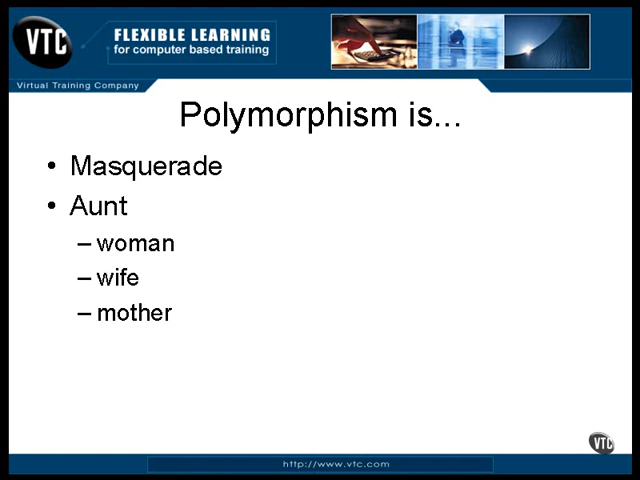 VTC
FLEXIBLE LEARNING
for computer based training
Virtual Training Company
Polymorphism is...
• Masquerade
• Aunt
– woman
– wife
– mother
VTC
http://www.vtc.com